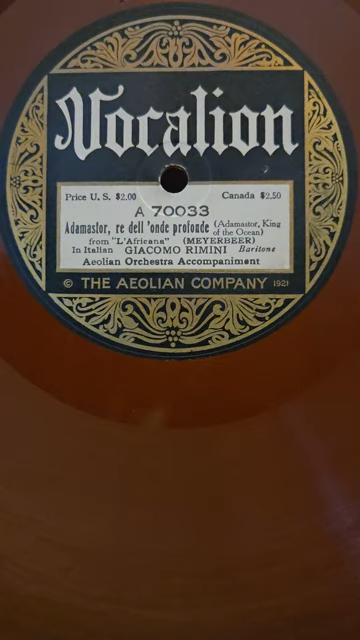 Vocalion
Price U. S. $2.00 Canada $2.50
A 70033
Adamastor, re dell 'onde profonde (Adamastor, King of the Ocean)
from "L'Africana" (MEYERBEER)
In Italian GIACOMO RIMINI Baritone
Aeolian Orchestra Accompaniment
© THE AEOLIAN COMPANY 1921